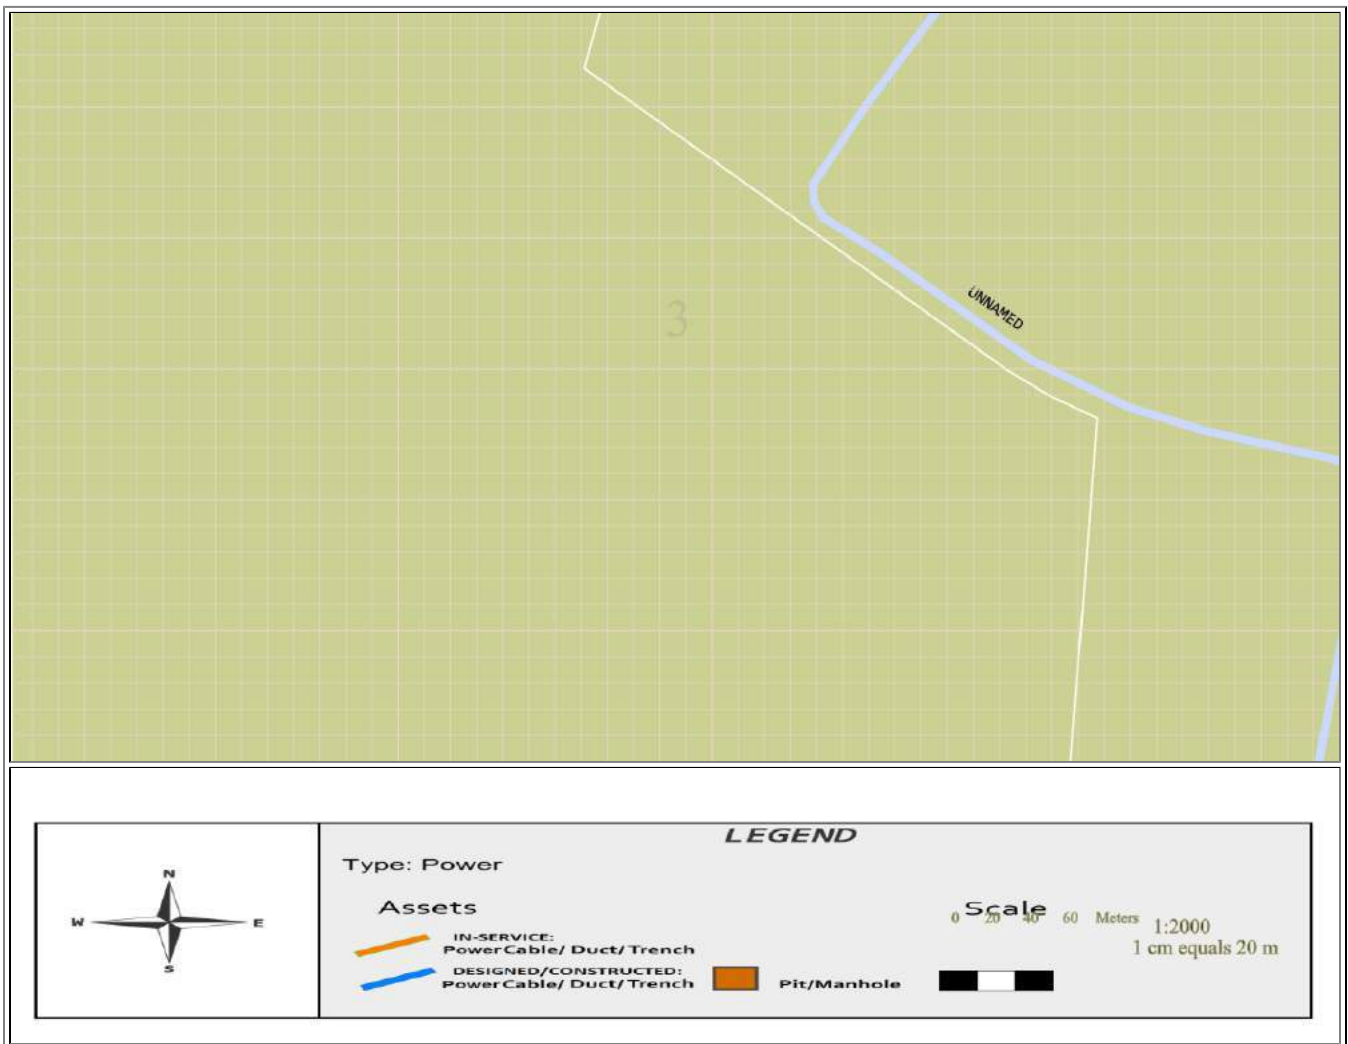 UNNAMED
3
LEGEND
Type: Power
N
W
E
S
Assets
Scale
0 20 40 60 Meters
1:2000
1 cm equals 20 m
IN-SERVICE:
PowerCable/ Duct/ Trench
DESIGNED/CONSTRUCTED:
PowerCable/ Duct/ Trench
Pit/Manhole